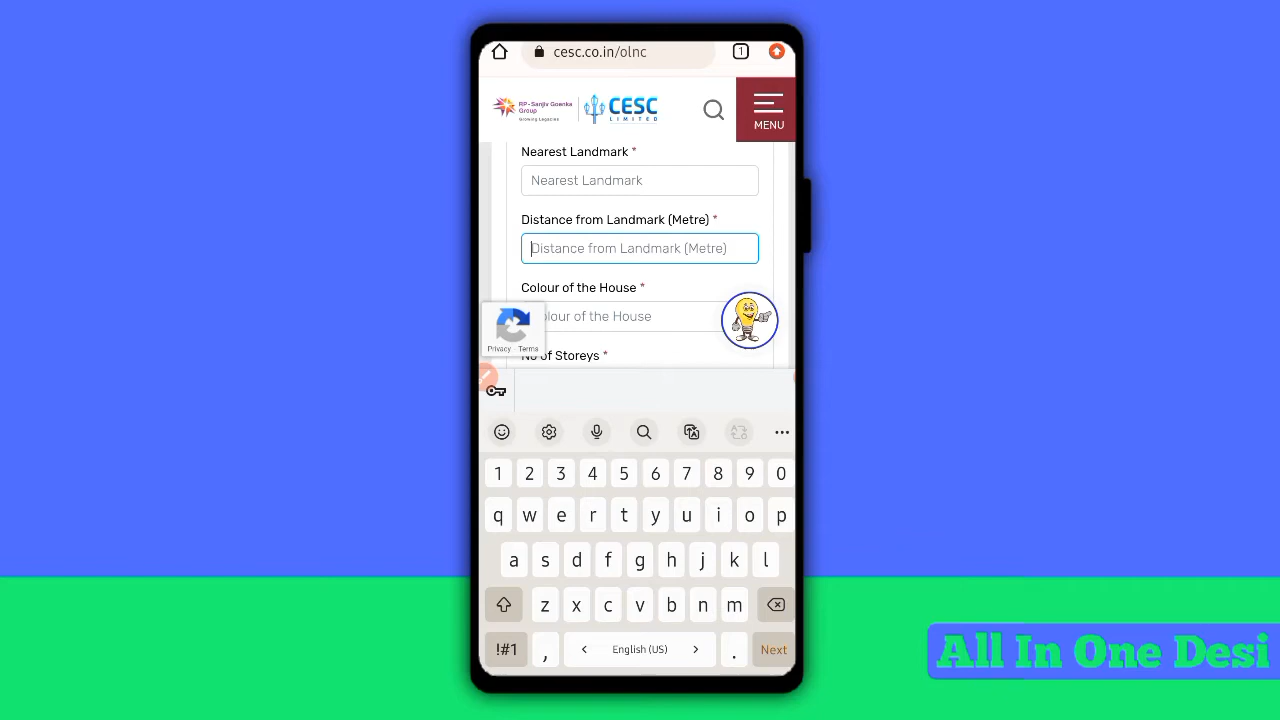 cesc.co.in/olnc
1
RP-Sanjiv Goenka
Group
Growing Legacies
CESC
LIMITED
MENU
Nearest Landmark *
Nearest Landmark
Distance from Landmark (Metre) *
Distance from Landmark (Metre)
Colour of the House *
olour of the House
Privacy - Terms
No of Storeys *
1 2 3 4 5 6 7 8 9 0
q w e r t y u i o p
a s d f g h j k l
z x c v b n m
!#1 , < English (US) > . Next
All In One Desi